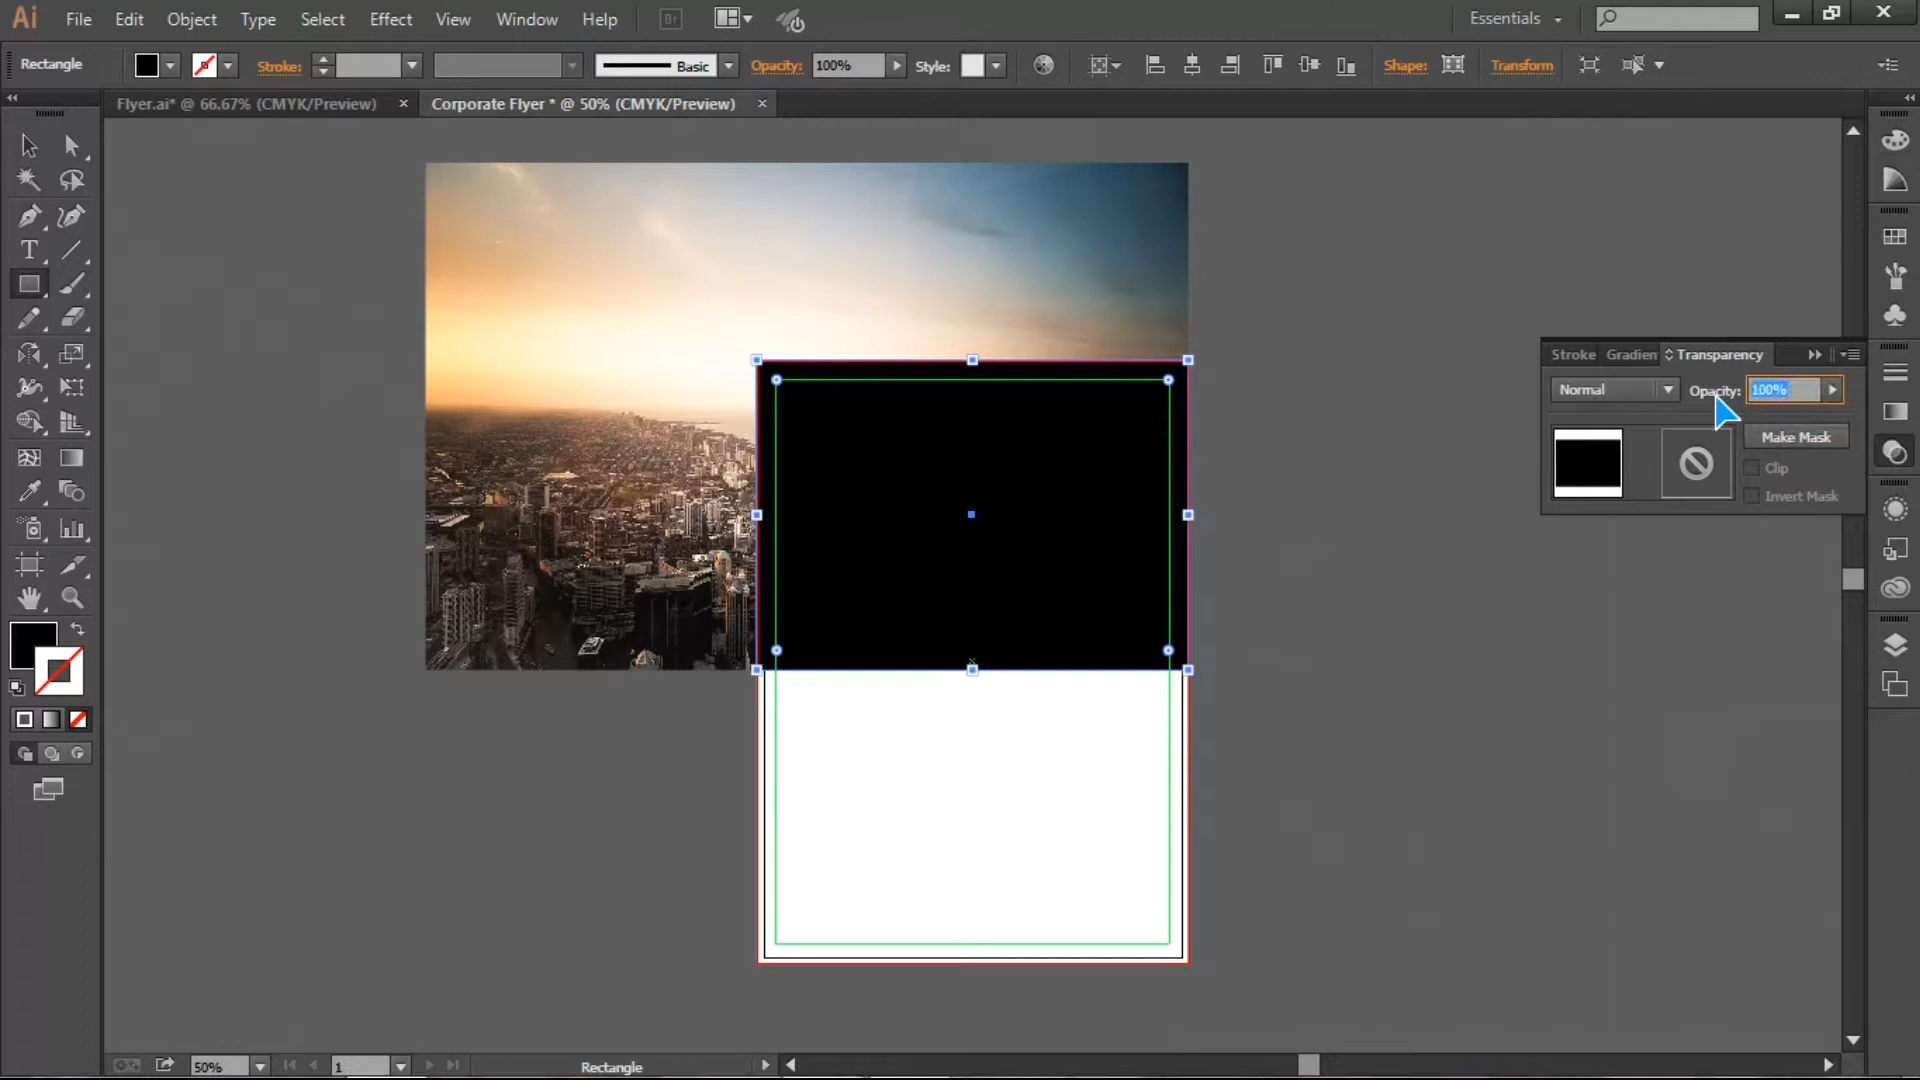 Ai File Edit Object Type Select Effect View Window Help Br Essentials
Rectangle Stroke: Basic Opacity: 100% Style: Shape: Transform
Flyer.ai* @ 66.67% (CMYK/Preview) × Corporate Flyer * @ 50% (CMYK/Preview) ×
Stroke Gradien Transparency
Normal Opacity: 100%
Make Mask
Clip
Invert Mask
T
50% 1 Rectangle